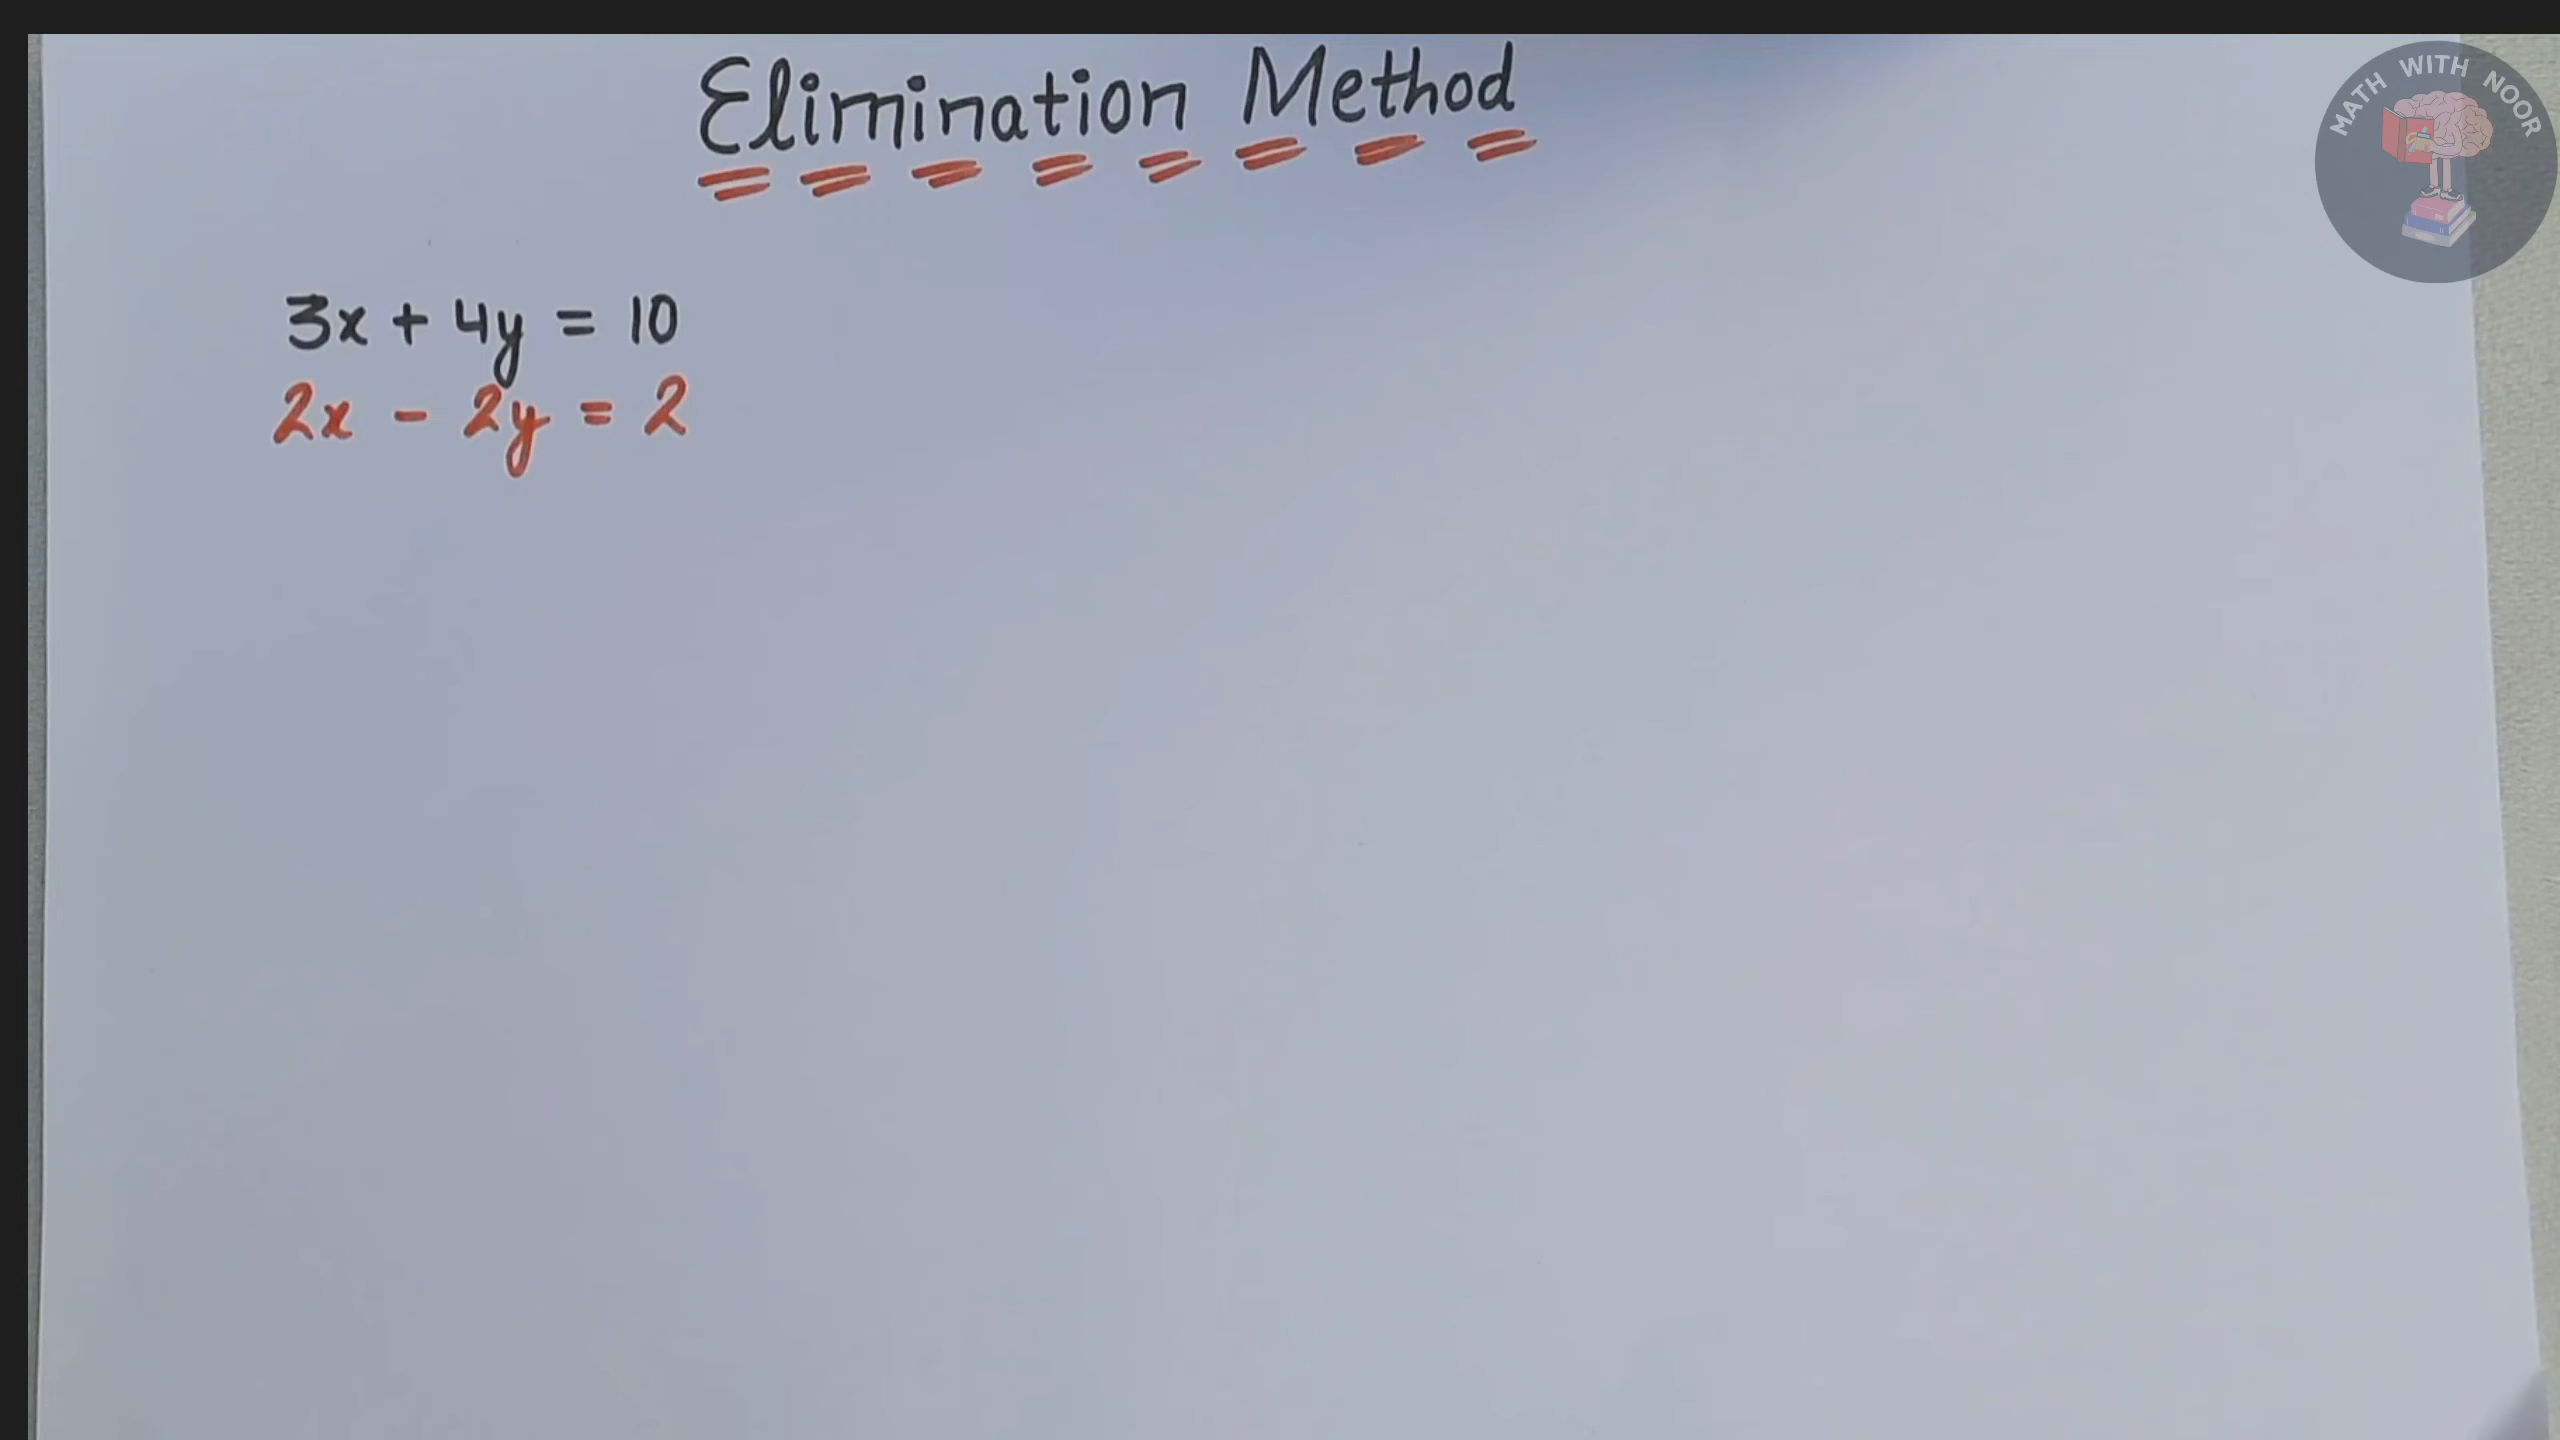 Elimination Method
MATH WITH NOOR
3x + 4y = 10
2x - 2y = 2